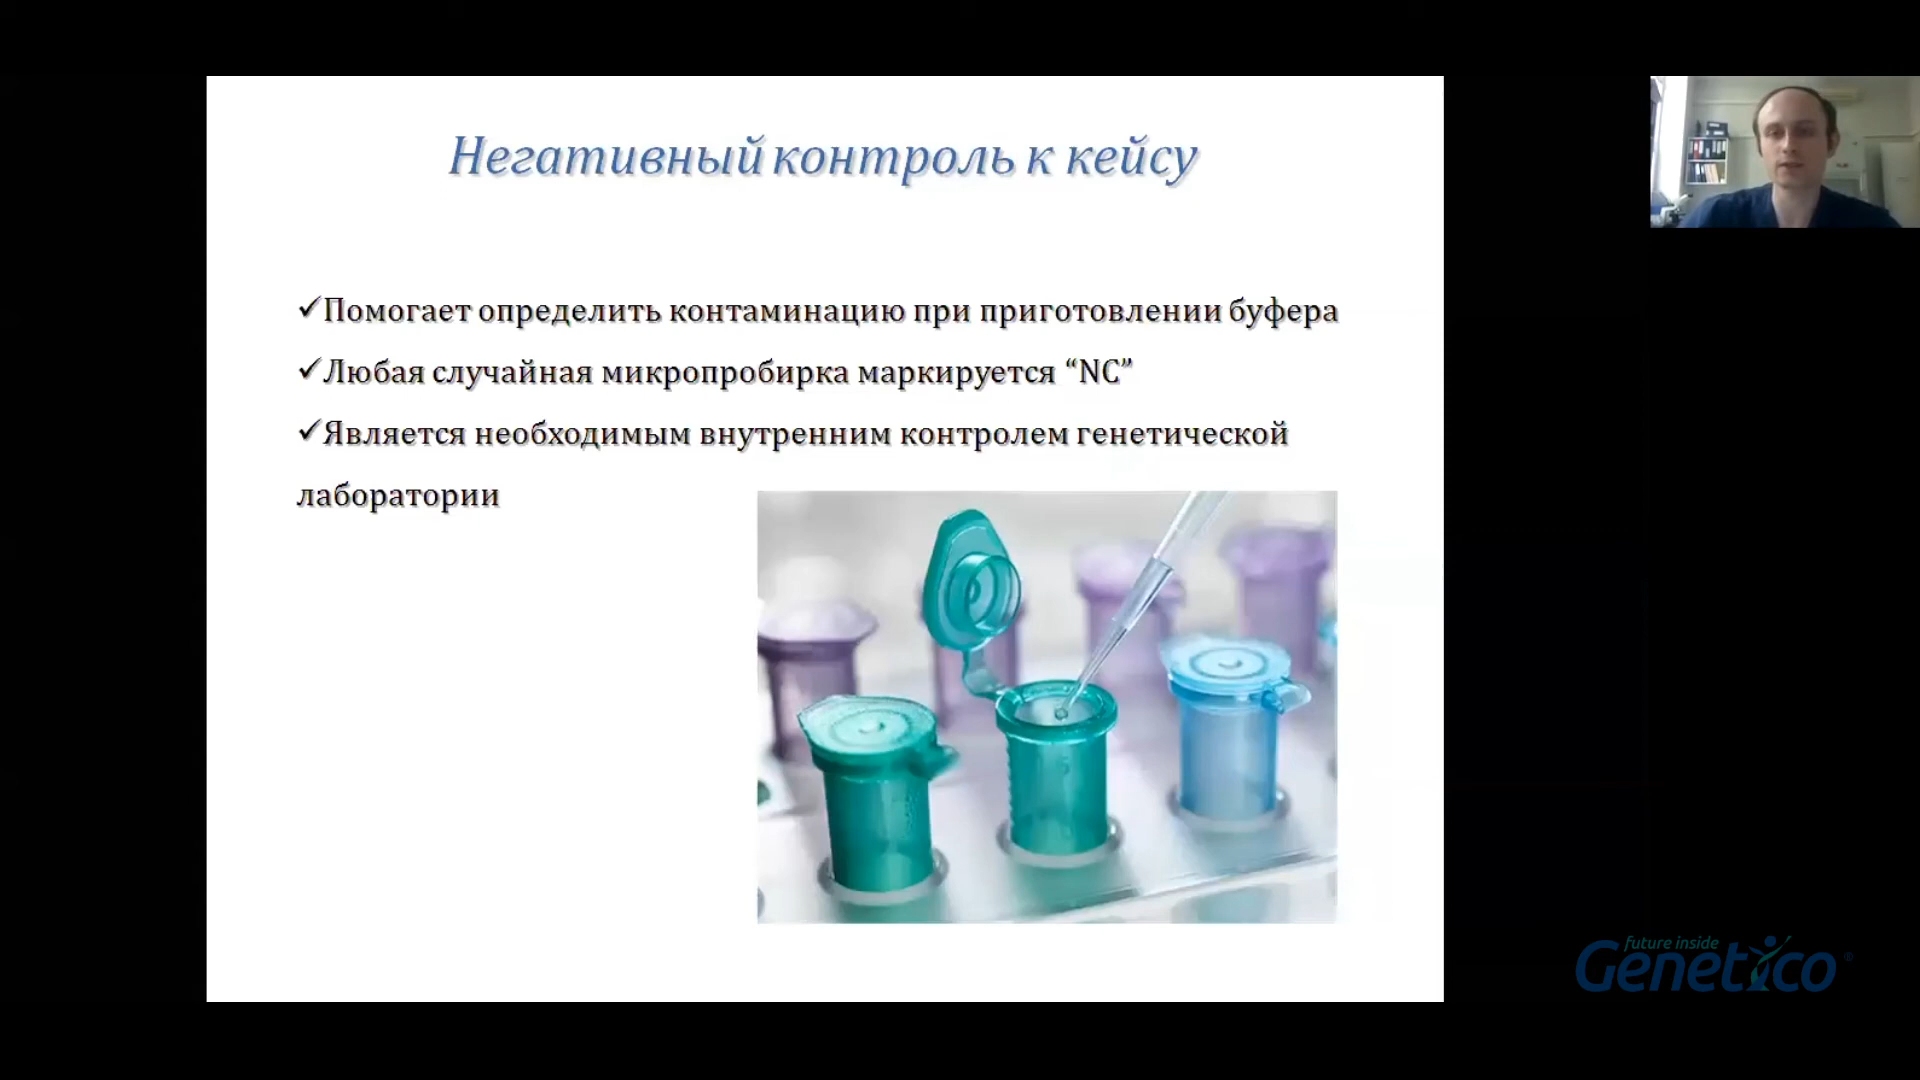 Негативный контроль к кейсу
✓Помогает определить контаминацию при приготовлении буфера
✓Любая случайная микропробирка маркируется “NC”
✓Является необходимым внутренним контролем генетической
лаборатории
future inside
Genetico®